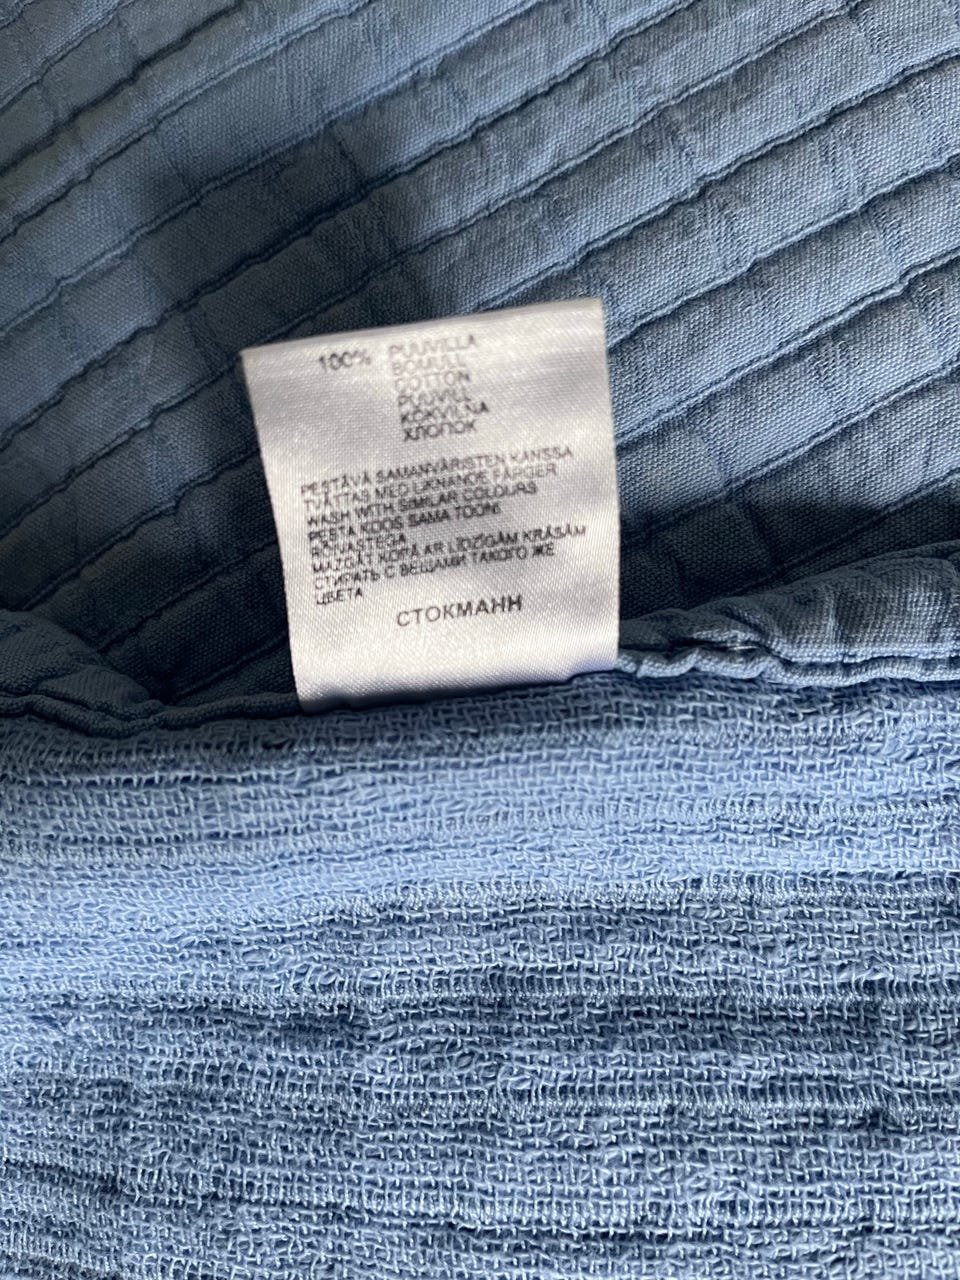 100% PUUVILLA
BOMULL
COTTON
PUUVILL
KOKVILNA
ХЛОПОК
PESTÄVÄ SAMANVÄRISTEN KANSSA
TVÄTTAS MED LIKNANDE FÄRGER
WASH WITH SIMILAR COLOURS
PESTA KOOS SAMA TOONI
RÕIVASTEGA
MAZGĀT KOPĀ AR LĪDZĪGĀM KRĀSĀM
СТИРАТЬ С ВЕЩАМИ ТАКОГО ЖЕ
ЦВЕТА
СТОКМАНН